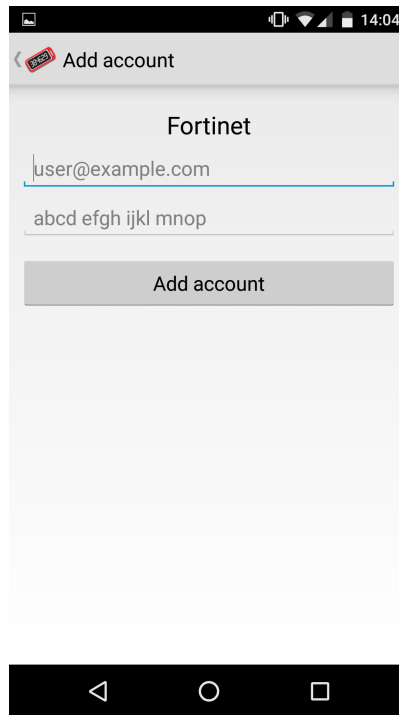 14:04
Add account
Fortinet
user@example.com
abcd efgh ijkl mnop
Add account